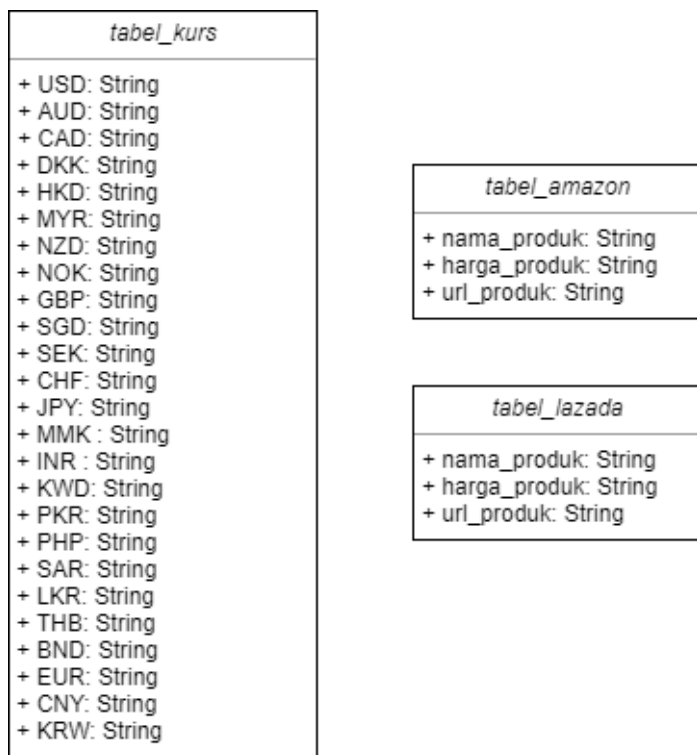 tabel_kurs
+ USD: String
+ AUD: String
+ CAD: String
+ DKK: String
+ HKD: String
+ MYR: String
+ NZD: String
+ NOK: String
+ GBP: String
+ SGD: String
+ SEK: String
+ CHF: String
+ JPY: String
+ MMK : String
+ INR : String
+ KWD: String
+ PKR: String
+ PHP: String
+ SAR: String
+ LKR: String
+ THB: String
+ BND: String
+ EUR: String
+ CNY: String
+ KRW: String
tabel_amazon
+ nama_produk: String
+ harga_produk: String
+ url_produk: String
tabel_lazada
+ nama_produk: String
+ harga_produk: String
+ url_produk: String